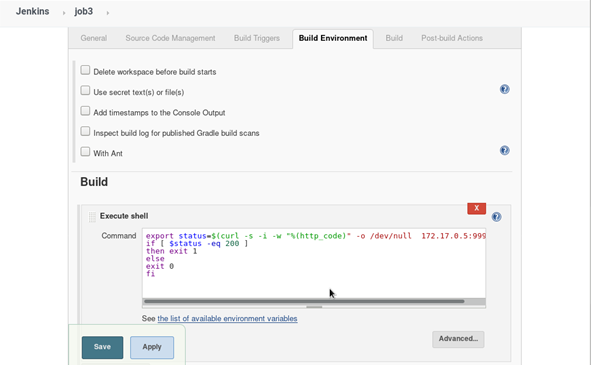 Jenkins › job3 ›
General Source Code Management Build Triggers Build Environment Build Post-build Actions
Delete workspace before build starts
Use secret text(s) or file(s)
Add timestamps to the Console Output
Inspect build log for published Gradle build scans
With Ant
Build
X
Execute shell
Command
export status=$(curl -s -i -w "%(http_code)" -o /dev/null 172.17.0.5:999
if [ $status -eq 200 ]
then exit 1
else
exit 0
fi
See the list of available environment variables
Advanced...
Save Apply